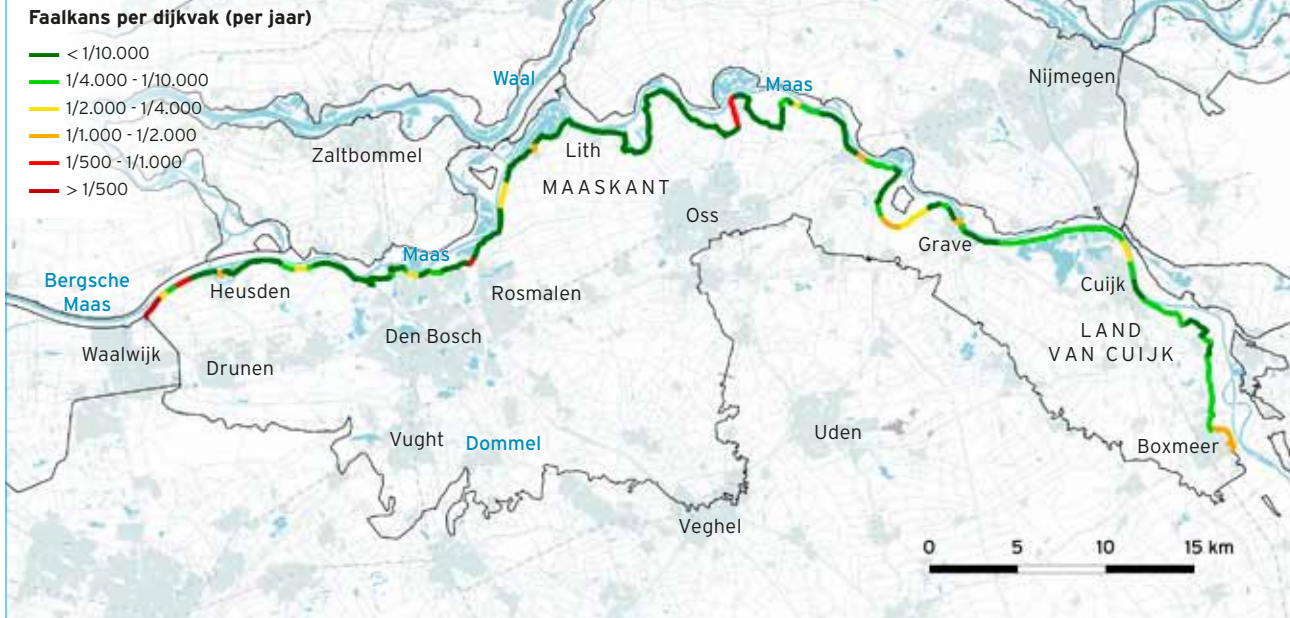 Faalkans per dijkvak (per jaar)
< 1/10.000
1/4.000 - 1/10.000
1/2.000 - 1/4.000
1/1.000 - 1/2.000
1/500 - 1/1.000
> 1/500
Waal
Maas
Nijmegen
Zaltbommel
Lith
MAASKANT
Oss
Grave
Maas
Bergsche
Maas
Heusden
Rosmalen
Cuijk
Den Bosch
LAND
VAN CUIJK
Waalwijk
Drunen
Vught
Dommel
Uden
Boxmeer
Veghel
0 5 10 15 km